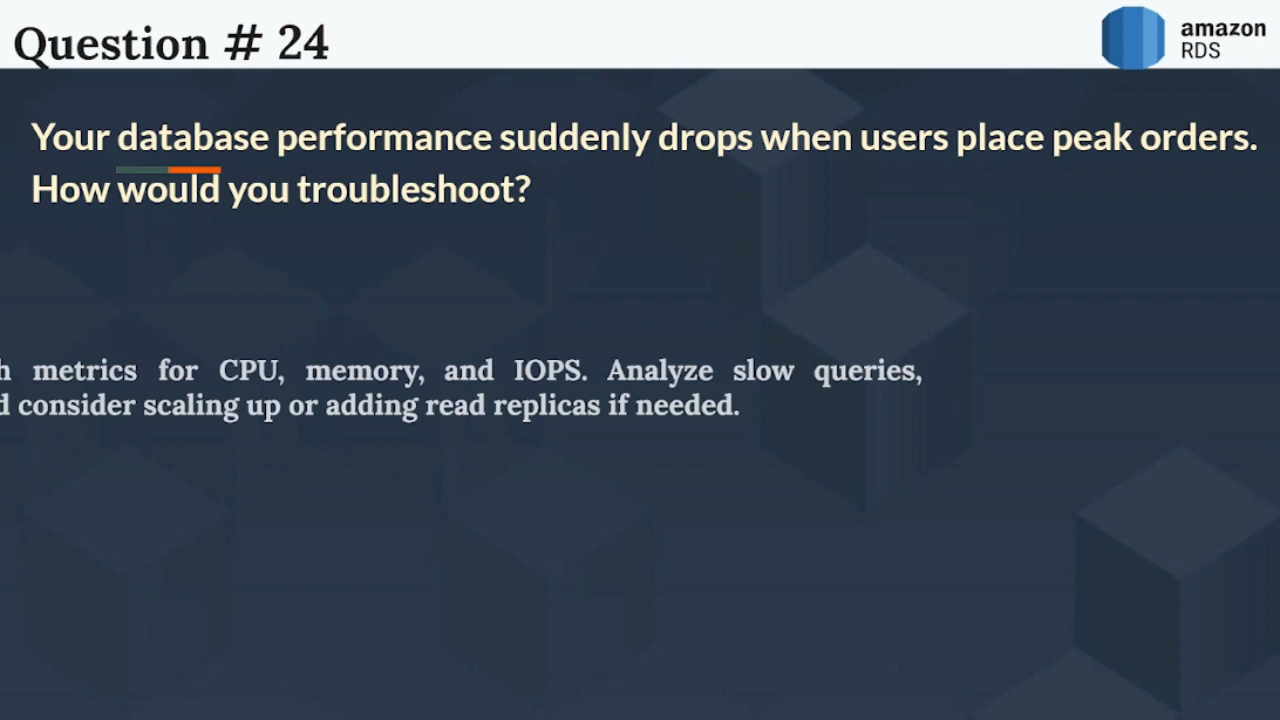 Question # 24
amazon
RDS
Your database performance suddenly drops when users place peak orders.
How would you troubleshoot?
metrics for CPU, memory, and IOPS. Analyze slow queries,
consider scaling up or adding read replicas if needed.